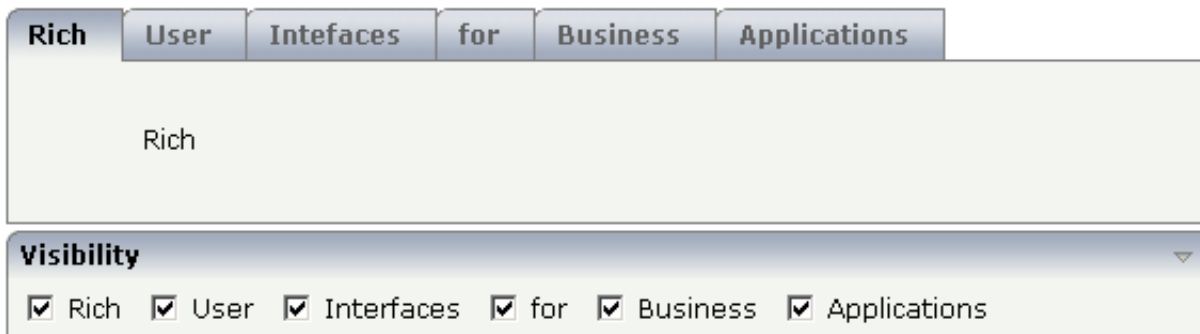 Rich User Intefaces for Business Applications
Rich
Visibility
Rich User Interfaces for Business Applications